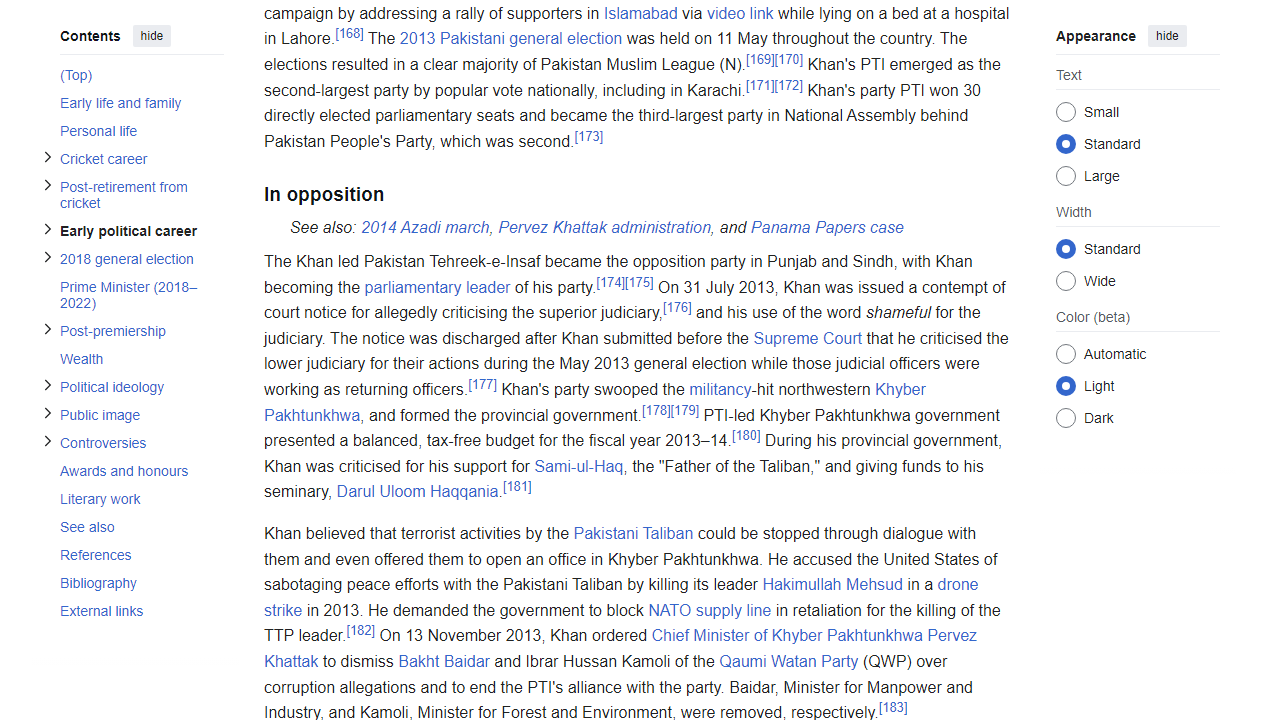 Contents hide
(Top)
Early life and family
Personal life
Cricket career
Post-retirement from
cricket
Early political career
2018 general election
Prime Minister (2018–
2022)
Post-premiership
Wealth
Political ideology
Public image
Controversies
Awards and honours
Literary work
See also
References
Bibliography
External links
campaign by addressing a rally of supporters in Islamabad via video link while lying on a bed at a hospital
in Lahore.[168] The 2013 Pakistani general election was held on 11 May throughout the country. The
elections resulted in a clear majority of Pakistan Muslim League (N).[169][170] Khan's PTI emerged as the
second-largest party by popular vote nationally, including in Karachi.[171][172] Khan's party PTI won 30
directly elected parliamentary seats and became the third-largest party in National Assembly behind
Pakistan People's Party, which was second.[173]
In opposition
See also: 2014 Azadi march, Pervez Khattak administration, and Panama Papers case
The Khan led Pakistan Tehreek-e-Insaf became the opposition party in Punjab and Sindh, with Khan
becoming the parliamentary leader of his party.[174][175] On 31 July 2013, Khan was issued a contempt of
court notice for allegedly criticising the superior judiciary,[176] and his use of the word shameful for the
judiciary. The notice was discharged after Khan submitted before the Supreme Court that he criticised the
lower judiciary for their actions during the May 2013 general election while those judicial officers were
working as returning officers.[177] Khan's party swooped the militancy-hit northwestern Khyber
Pakhtunkhwa, and formed the provincial government.[178][179] PTI-led Khyber Pakhtunkhwa government
presented a balanced, tax-free budget for the fiscal year 2013–14.[180] During his provincial government,
Khan was criticised for his support for Sami-ul-Haq, the "Father of the Taliban," and giving funds to his
seminary, Darul Uloom Haqqania.[181]
Khan believed that terrorist activities by the Pakistani Taliban could be stopped through dialogue with
them and even offered them to open an office in Khyber Pakhtunkhwa. He accused the United States of
sabotaging peace efforts with the Pakistani Taliban by killing its leader Hakimullah Mehsud in a drone
strike in 2013. He demanded the government to block NATO supply line in retaliation for the killing of the
TTP leader.[182] On 13 November 2013, Khan ordered Chief Minister of Khyber Pakhtunkhwa Pervez
Khattak to dismiss Bakht Baidar and Ibrar Hussan Kamoli of the Qaumi Watan Party (QWP) over
corruption allegations and to end the PTI's alliance with the party. Baidar, Minister for Manpower and
Industry, and Kamoli, Minister for Forest and Environment, were removed, respectively.[183]
Appearance hide
Text
Small
Standard
Large
Width
Standard
Wide
Color (beta)
Automatic
Light
Dark